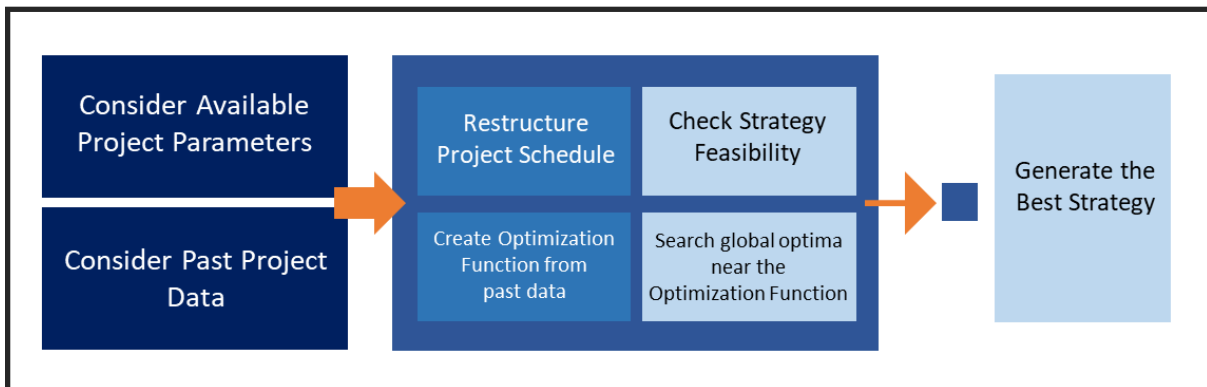 Consider Available
Project Parameters
Consider Past Project
Data
Restructure
Project Schedule
Check Strategy
Feasibility
Create Optimization
Function from
past data
Search global optima
near the
Optimization Function
Generate the
Best Strategy